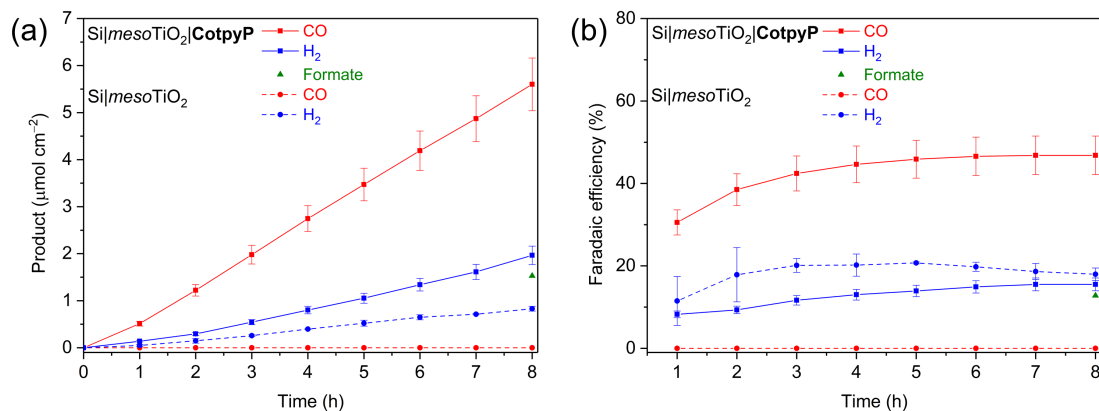 (a)
Si|mesoTiO₂|CotpyP
CO
H₂
Formate
Si|mesoTiO₂
CO
H₂
Product (μmol cm⁻²)
7
6
5
4
3
2
1
0
0 1 2 3 4 5 6 7 8
Time (h)
(b)
Si|mesoTiO₂|CotpyP
CO
H₂
Formate
Si|mesoTiO₂
CO
H₂
Faradaic efficiency (%)
80
60
40
20
0
1 2 3 4 5 6 7 8
Time (h)